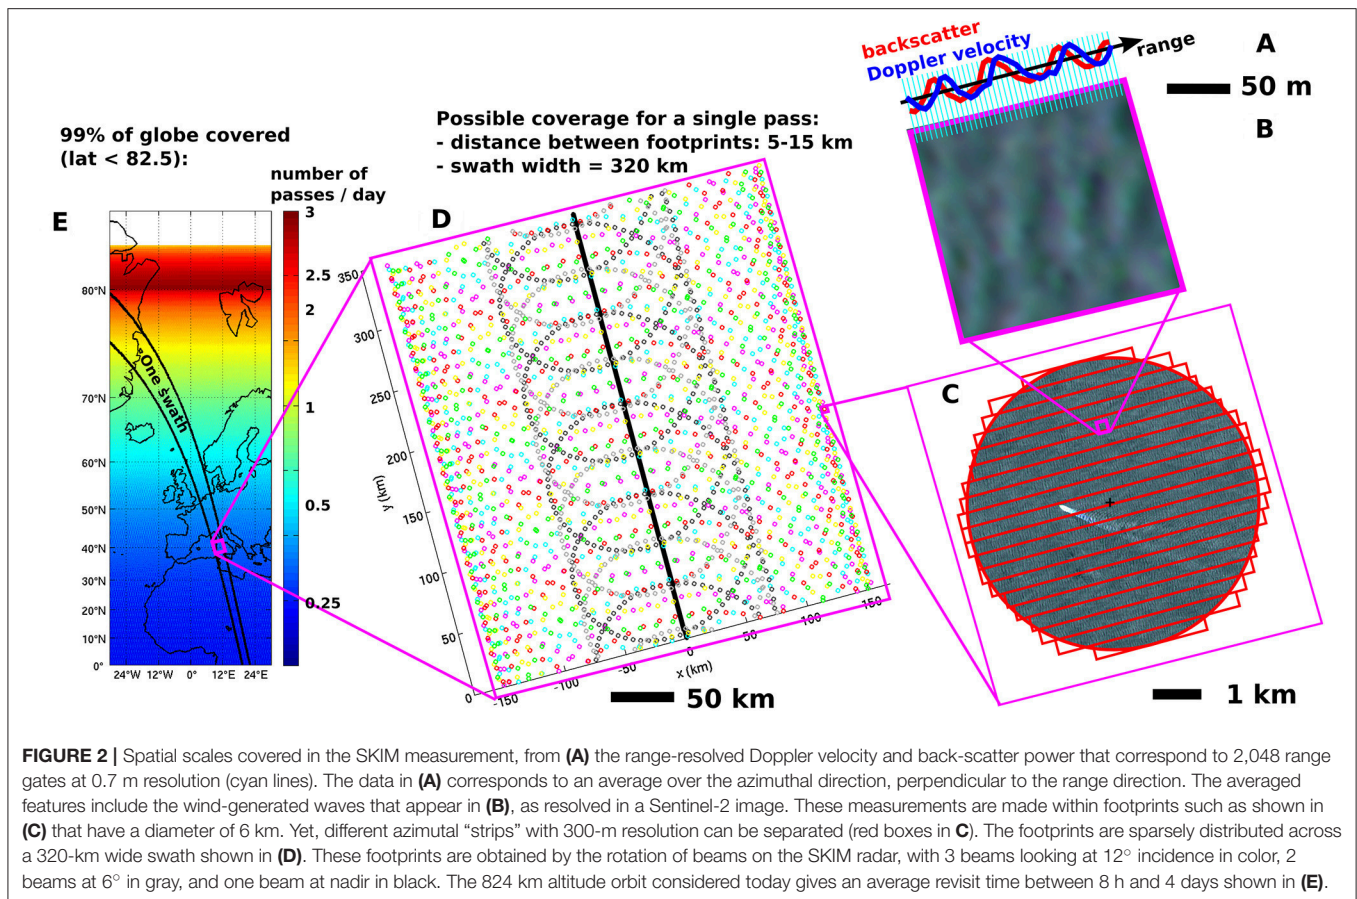 backscatter
Doppler velocity
range
A
50 m
B
99% of globe covered
(lat < 82.5):
number of
passes / day
Possible coverage for a single pass:
- distance between footprints: 5-15 km
- swath width = 320 km
E
3
2.5
2
1
0.5
0.25
80°N
70°N
60°N
50°N
40°N
30°N
20°N
10°N
0°
24°W 12°W 0° 12°E 24°E
One swath
D
350
300
250
200
150
100
50
0
y (km)
-150 -100 -50 0 50 100 150
x (km)
50 km
C
1 km
FIGURE 2 | Spatial scales covered in the SKIM measurement, from (A) the range-resolved Doppler velocity and back-scatter power that correspond to 2,048 range
gates at 0.7 m resolution (cyan lines). The data in (A) corresponds to an average over the azimuthal direction, perpendicular to the range direction. The averaged
features include the wind-generated waves that appear in (B), as resolved in a Sentinel-2 image. These measurements are made within footprints such as shown in
(C) that have a diameter of 6 km. Yet, different azimutal “strips” with 300-m resolution can be separated (red boxes in C). The footprints are sparsely distributed across
a 320-km wide swath shown in (D). These footprints are obtained by the rotation of beams on the SKIM radar, with 3 beams looking at 12° incidence in color, 2
beams at 6° in gray, and one beam at nadir in black. The 824 km altitude orbit considered today gives an average revisit time between 8 h and 4 days shown in (E).